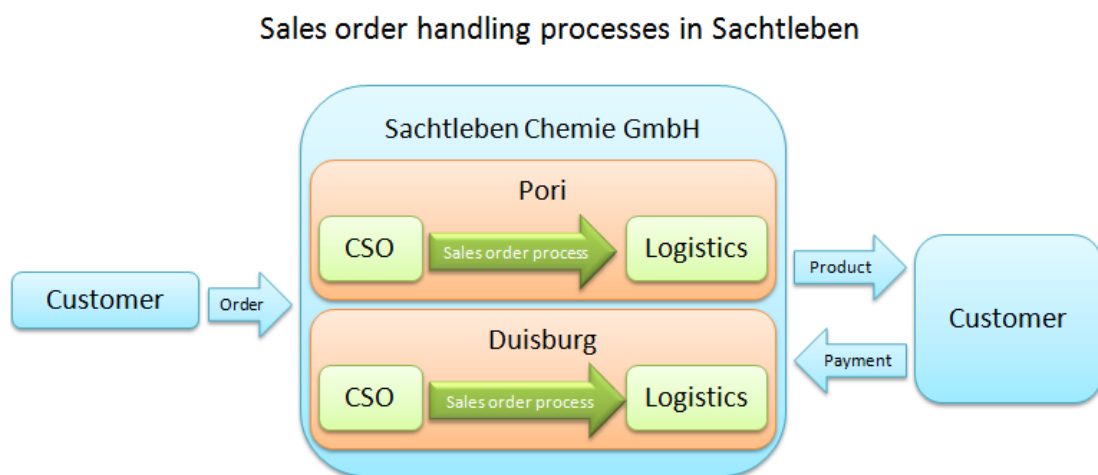 Sales order handling processes in Sachtleben
Sachtleben Chemie GmbH
Pori
CSO
Sales order process
Logistics
Customer
Order
Product
Customer
Payment
Duisburg
CSO
Sales order process
Logistics